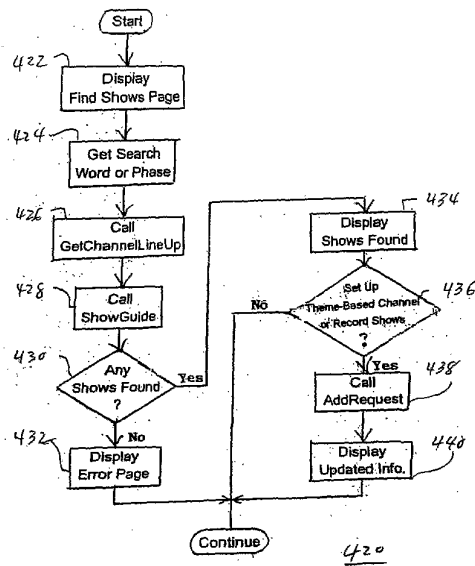 Start
422
Display
Find Shows Page
424
Get Search
Word or Phase
426
Call
GetChannelLineUp
428
Call
ShowGuide
430
Any
Shows Found
?
Yes
No
432
Display
Error Page
434
Display
Shows Found
436
Set Up
Theme-Based Channel
or Record Shows
?
No
Yes
438
Call
AddRequest
440
Display
Updated Info.
Continue
420